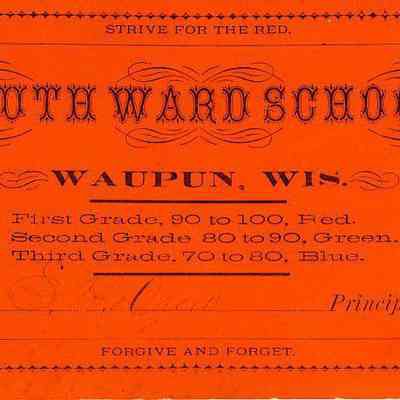 STRIVE FOR THE RED.
UTH WARD SCHO
WAUPUN, WIS.
First Grade, 90 to 100, Red.
Second Grade 80 to 90, Green.
Third Grade. 70 to 80, Blue.
Princip
FORGIVE AND FORGET.